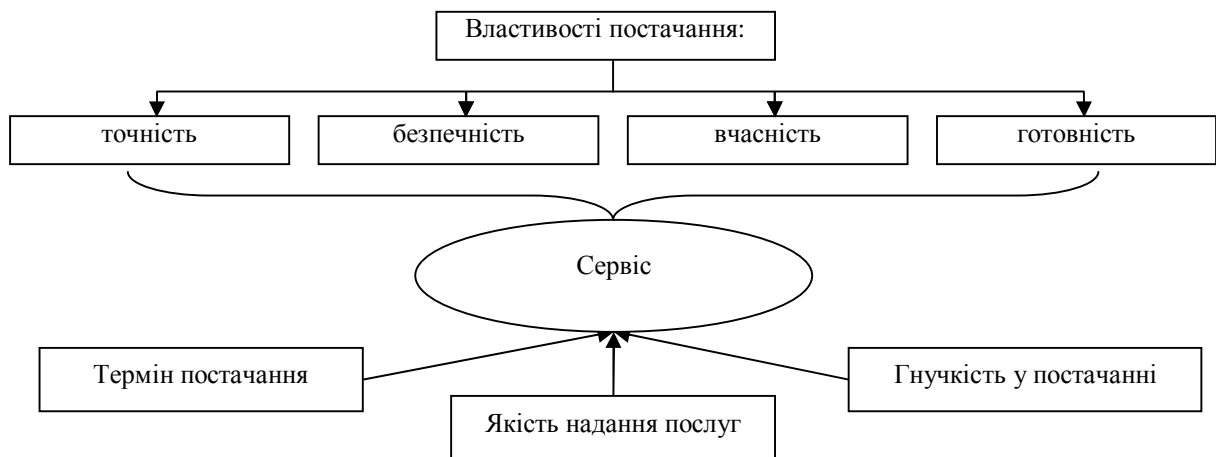 Властивості постачання:
точність
безпечність
вчасність
готовність
Сервіс
Термін постачання
Гнучкість у постачанні
Якість надання послуг